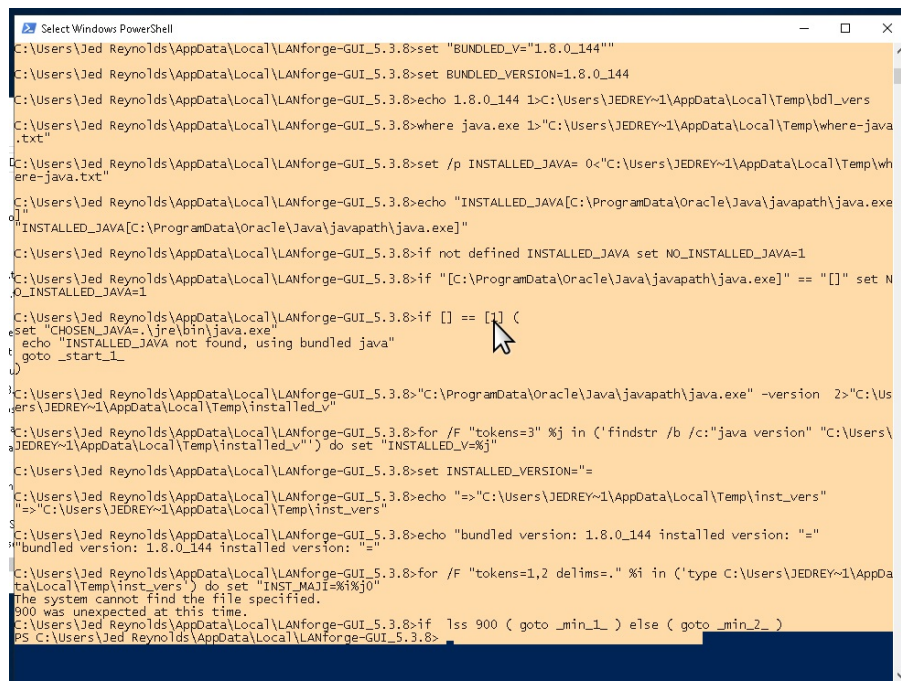 Select Windows PowerShell
C:\Users\Jed Reynolds\AppData\Local\LANforge-GUI_5.3.8>set "BUNDLED_V="1.8.0_144""
C:\Users\Jed Reynolds\AppData\Local\LANforge-GUI_5.3.8>set BUNDLED_VERSION=1.8.0_144
C:\Users\Jed Reynolds\AppData\Local\LANforge-GUI_5.3.8>echo 1.8.0_144 1>C:\Users\JEDREY~1\AppData\Local\Temp\bdl_vers
C:\Users\Jed Reynolds\AppData\Local\LANforge-GUI_5.3.8>where java.exe 1>"C:\Users\JEDREY~1\AppData\Local\Temp\where-java
.txt"
C:\Users\Jed Reynolds\AppData\Local\LANforge-GUI_5.3.8>set /p INSTALLED_JAVA= 0<"C:\Users\JEDREY~1\AppData\Local\Temp\wh
ere-java.txt"
C:\Users\Jed Reynolds\AppData\Local\LANforge-GUI_5.3.8>echo "INSTALLED_JAVA[C:\ProgramData\Oracle\Java\javapath\java.exe
]"
"INSTALLED_JAVA[C:\ProgramData\Oracle\Java\javapath\java.exe]"
C:\Users\Jed Reynolds\AppData\Local\LANforge-GUI_5.3.8>if not defined INSTALLED_JAVA set NO_INSTALLED_JAVA=1
C:\Users\Jed Reynolds\AppData\Local\LANforge-GUI_5.3.8>if "[C:\ProgramData\Oracle\Java\javapath\java.exe]" == "[]" set N
O_INSTALLED_JAVA=1
C:\Users\Jed Reynolds\AppData\Local\LANforge-GUI_5.3.8>if [] == [1] (
set "CHOSEN_JAVA=.\jre\bin\java.exe"
echo "INSTALLED_JAVA not found, using bundled java"
goto _start_1_
)
C:\Users\Jed Reynolds\AppData\Local\LANforge-GUI_5.3.8>"C:\ProgramData\Oracle\Java\javapath\java.exe" -version  2>"C:\Us
ers\JEDREY~1\AppData\Local\Temp\installed_v"
C:\Users\Jed Reynolds\AppData\Local\LANforge-GUI_5.3.8>for /F "tokens=3" %j in ('findstr /b /c:"java version" "C:\Users\
JEDREY~1\AppData\Local\Temp\installed_v"') do set "INSTALLED_V=%j"
C:\Users\Jed Reynolds\AppData\Local\LANforge-GUI_5.3.8>set INSTALLED_VERSION="=
C:\Users\Jed Reynolds\AppData\Local\LANforge-GUI_5.3.8>echo "=>"C:\Users\JEDREY~1\AppData\Local\Temp\inst_vers"
"=>"C:\Users\JEDREY~1\AppData\Local\Temp\inst_vers"
C:\Users\Jed Reynolds\AppData\Local\LANforge-GUI_5.3.8>echo "bundled version: 1.8.0_144 installed version: "="
"bundled version: 1.8.0_144 installed version: "="
C:\Users\Jed Reynolds\AppData\Local\LANforge-GUI_5.3.8>for /F "tokens=1,2 delims=." %i in ('type C:\Users\JEDREY~1\AppDa
ta\Local\Temp\inst_vers') do set "INST_MAJI=%i%j0"
The system cannot find the file specified.
900 was unexpected at this time.
C:\Users\Jed Reynolds\AppData\Local\LANforge-GUI_5.3.8>if  lss 900 ( goto _min_1_ ) else ( goto _min_2_ )
PS C:\Users\Jed Reynolds\AppData\Local\LANforge-GUI_5.3.8>